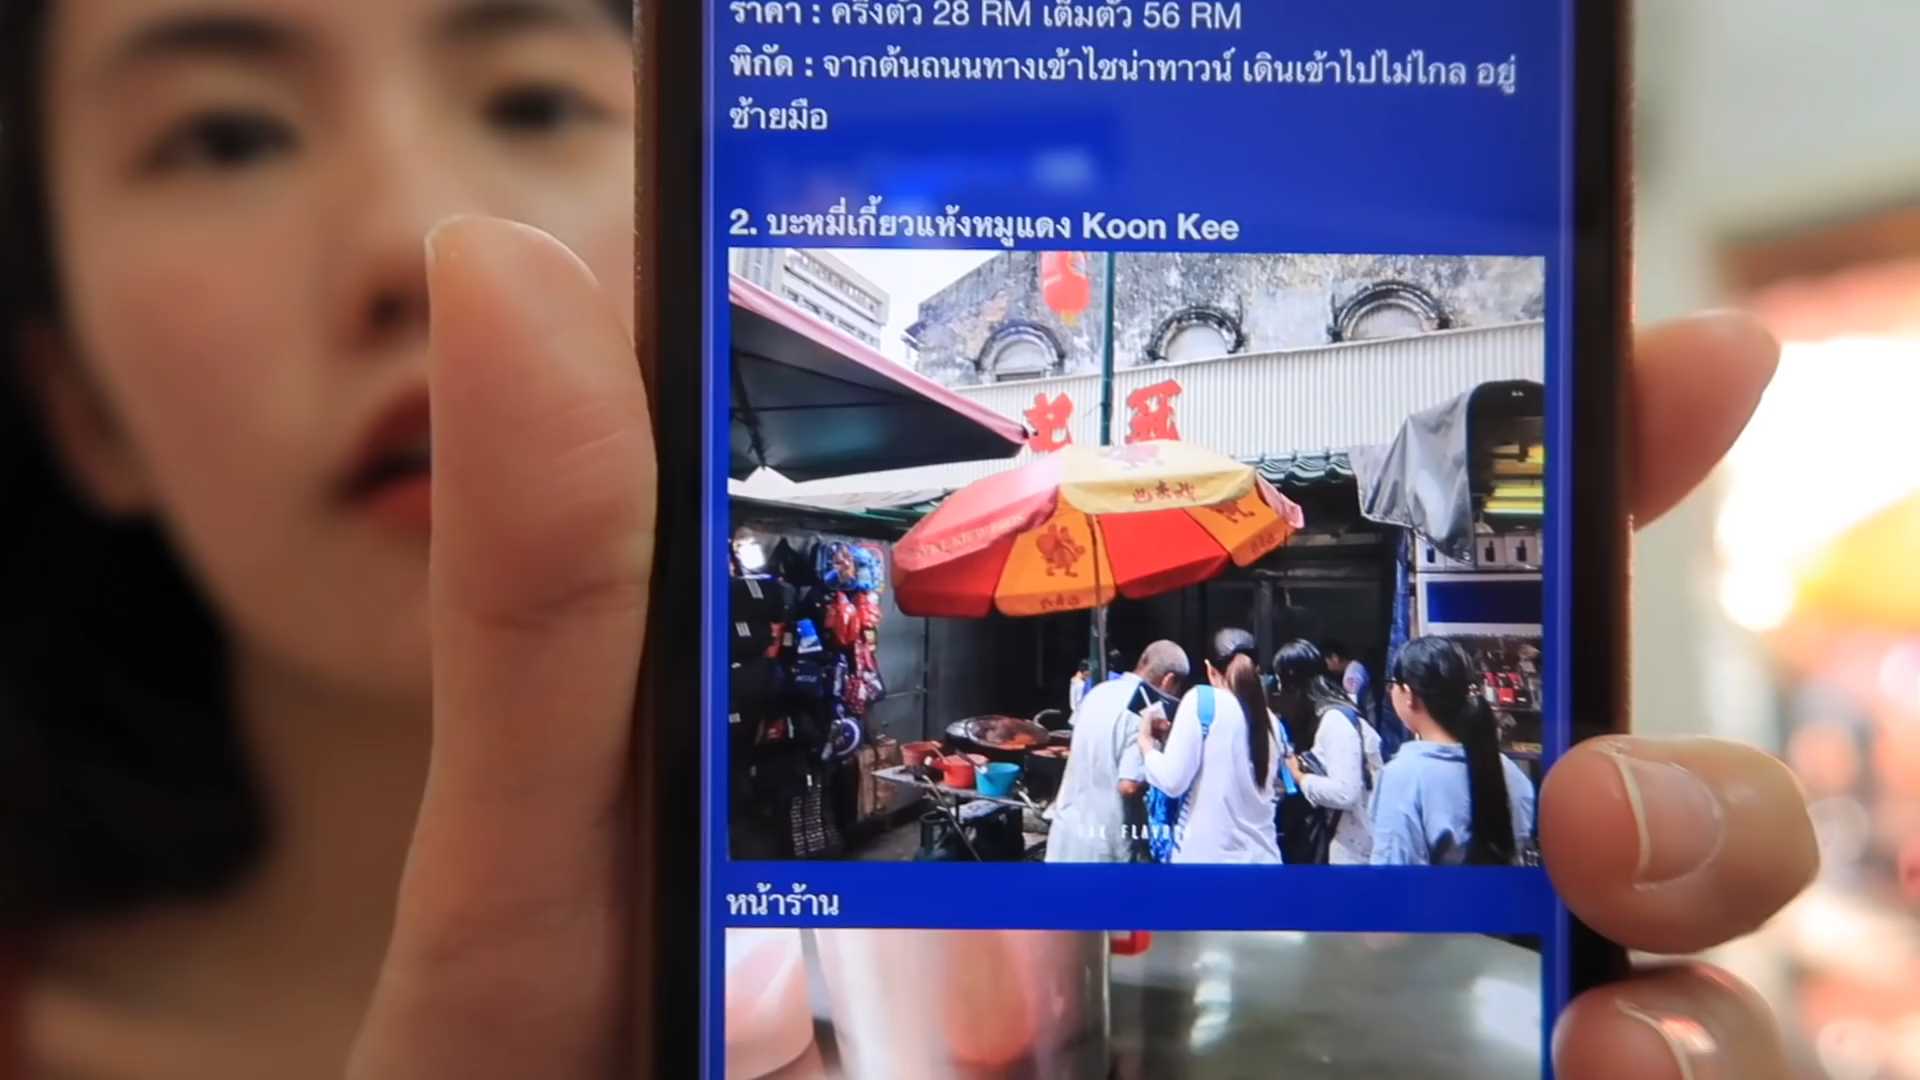 ราคา : ครึ่งตัว 28 RM เต็มตัว 56 RM
พิกัด : จากต้นถนนทางเข้าไชน่าทาวน์ เดินเข้าไปไม่ไกล อยู่
ซ้ายมือ
2. บะหมี่เกี้ยวแห้งหมูแดง Koon Kee
記 冠
หน้าร้าน